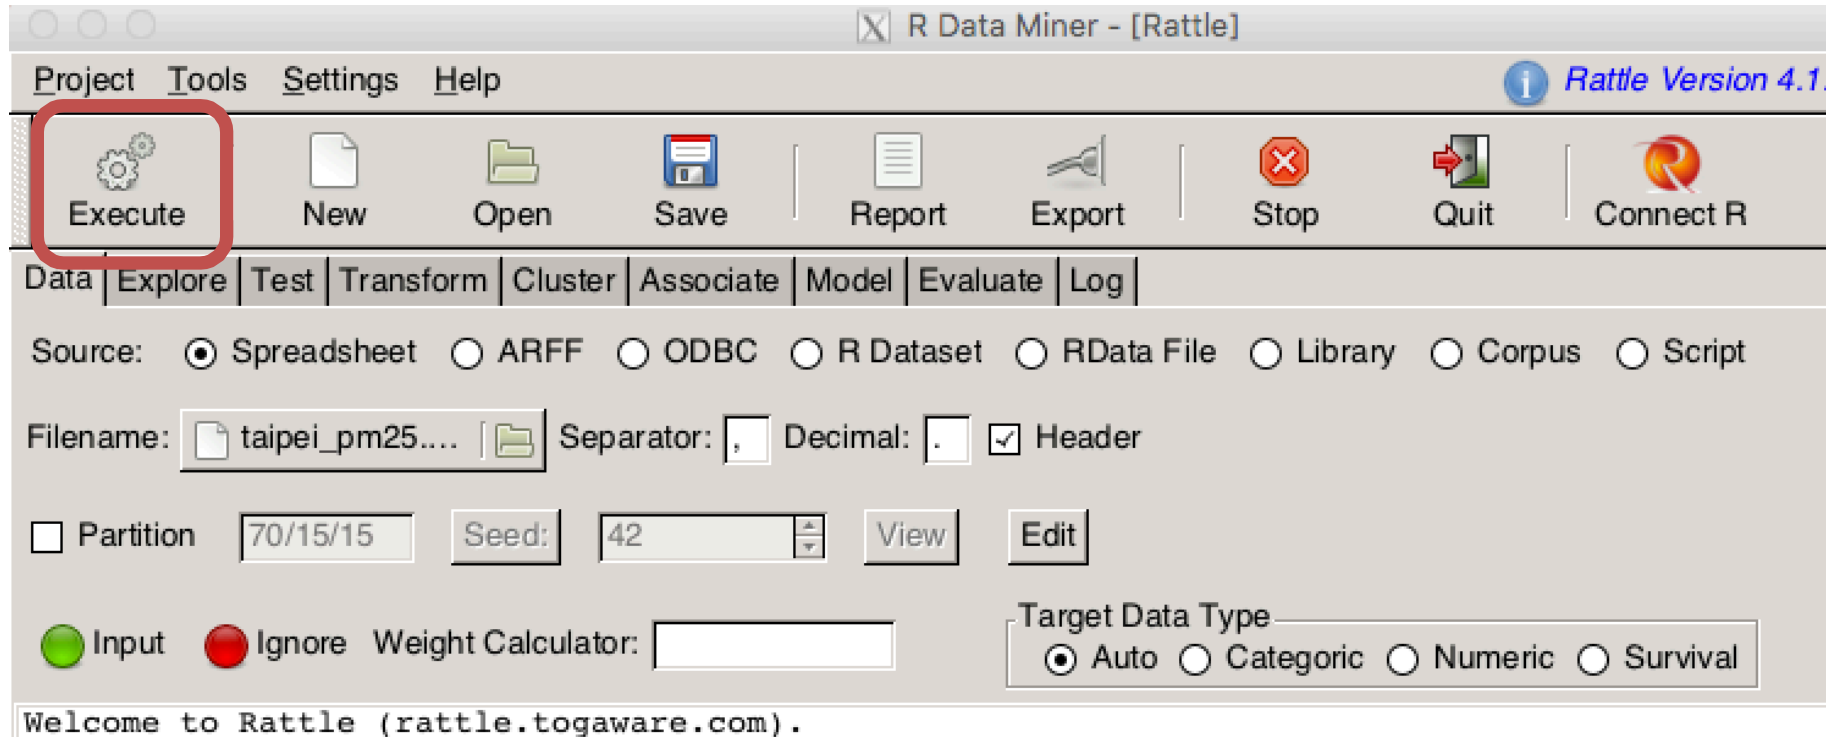 R Data Miner - [Rattle]
Project Tools Settings Help Rattle Version 4.1.
Execute New Open Save Report Export Stop Quit Connect R
Data Explore Test Transform Cluster Associate Model Evaluate Log
Source: Spreadsheet ARFF ODBC R Dataset RData File Library Corpus Script
Filename: taipei_pm25.... Separator: , Decimal: . Header
Partition 70/15/15 Seed: 42 View Edit
Target Data Type
Input Ignore Weight Calculator: Auto Categoric Numeric Survival
Welcome to Rattle (rattle.togaware.com).